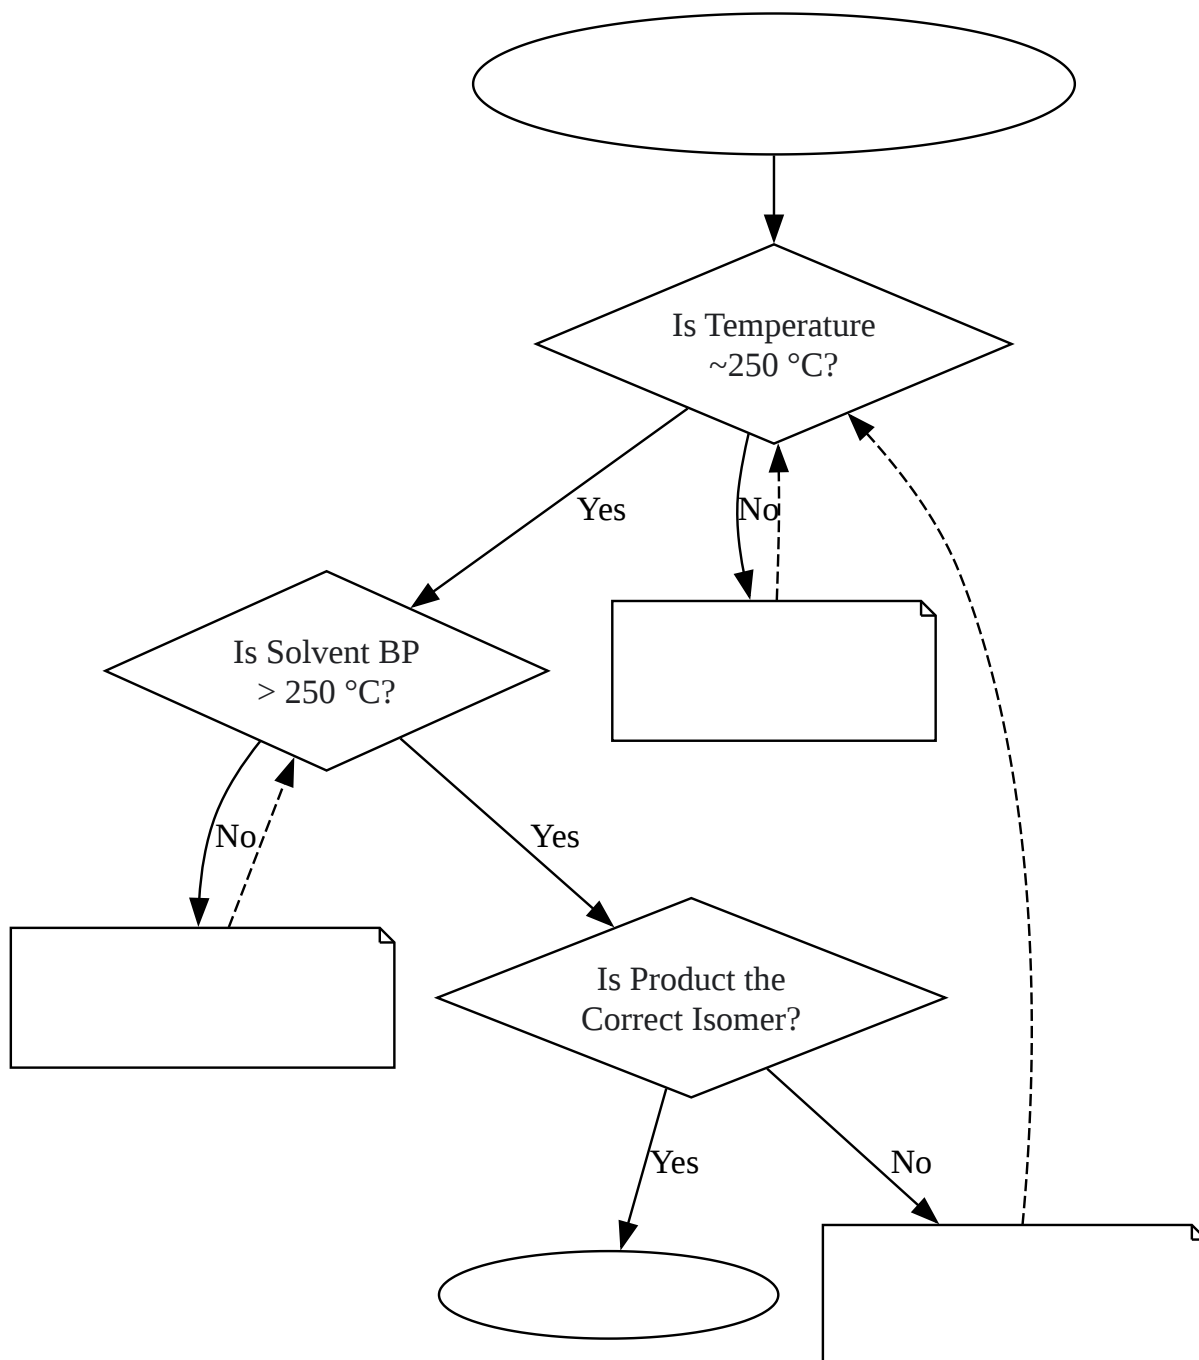 Is Temperature
~250 °C?
Yes
No
Is Solvent BP
> 250 °C?
No
Yes
Is Product the
Correct Isomer?
Yes
No